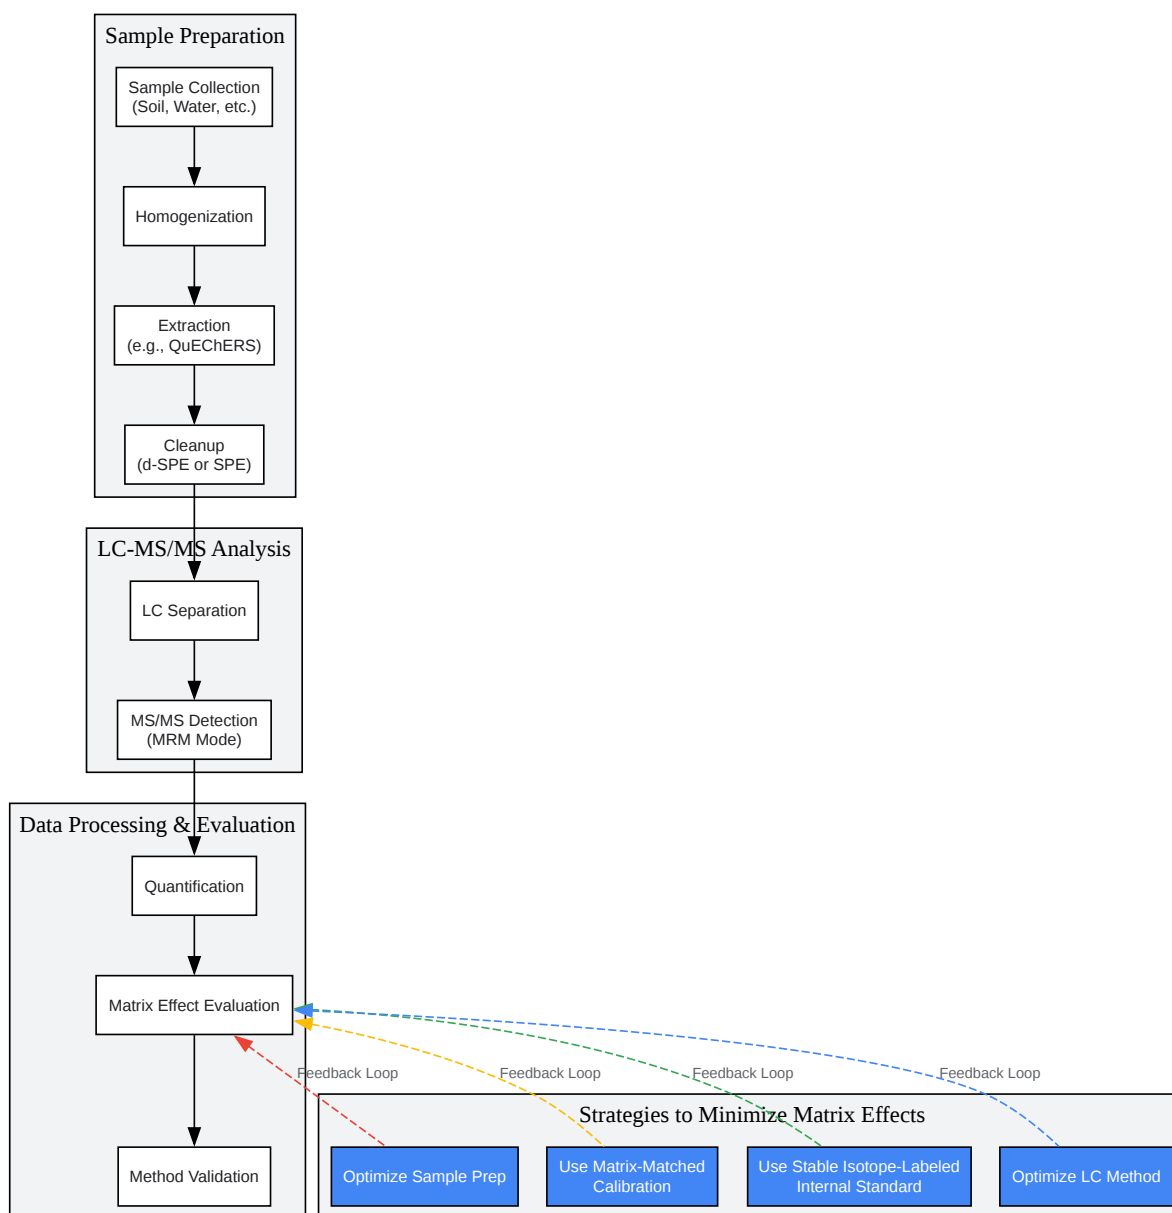 Sample Preparation
Sample Collection
(Soil, Water, etc.)
Homogenization
Extraction
(e.g., QuEChERS)
Cleanup
(d-SPE or SPE)
LC-MS/MS Analysis
LC Separation
MS/MS Detection
(MRM Mode)
Data Processing & Evaluation
Quantification
Matrix Effect Evaluation
Feedback Loop
Feedback Loop
Feedback Loop
Feedback Loop
Strategies to Minimize Matrix Effects
Method Validation
Optimize Sample Prep
Use Matrix-Matched
Calibration
Use Stable Isotope-Labeled
Internal Standard
Optimize LC Method